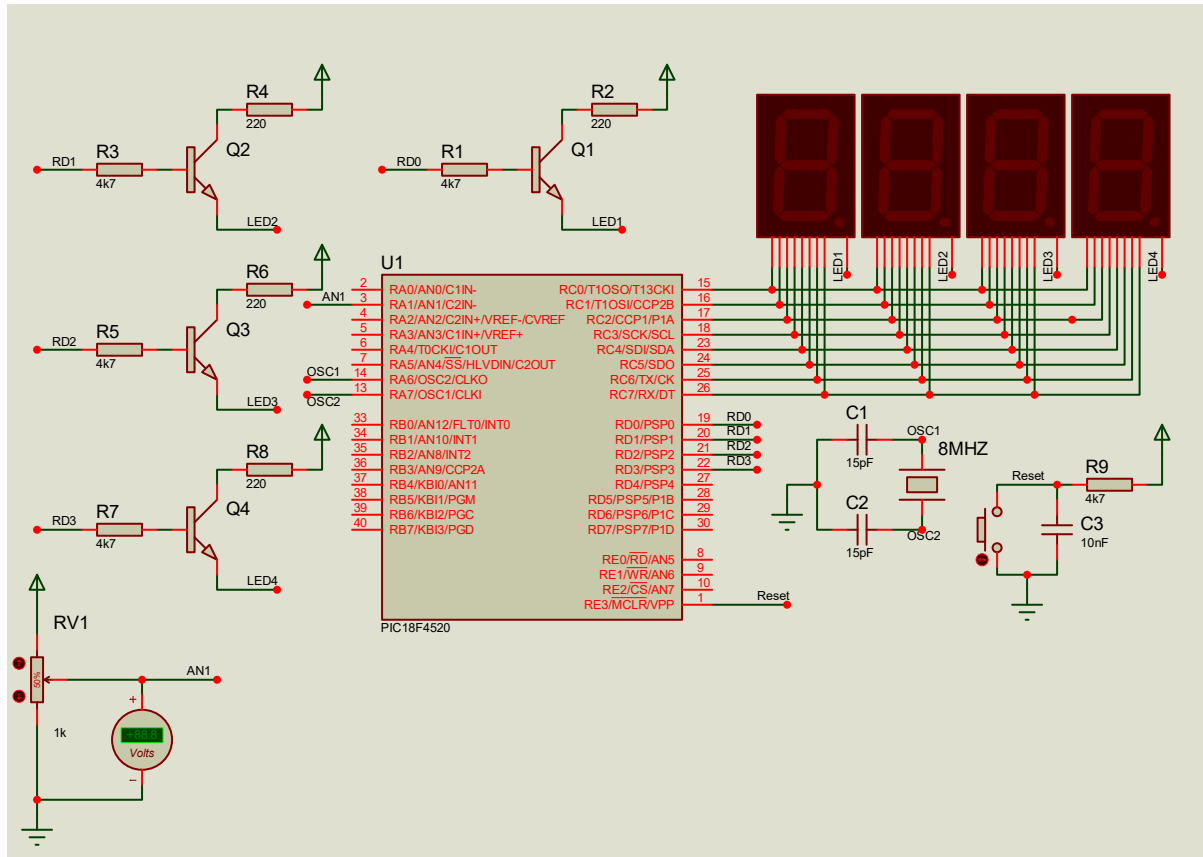 R4
220
RD1
R3
4k7
Q2
LED2
R2
220
RD0
R1
4k7
Q1
LED1
LED1
LED2
LED3
LED4
R6
220
RD2
R5
4k7
Q3
LED3
R8
220
RD3
R7
4k7
Q4
LED4
U1
AN1
OSC1
OSC2
2 RA0/AN0/C1IN-
3 RA1/AN1/C2IN-
4 RA2/AN2/C2IN+/VREF-/CVREF
5 RA3/AN3/C1IN+/VREF+
6 RA4/T0CKI/C1OUT
7 RA5/AN4/SS/HLVDIN/C2OUT
14 RA6/OSC2/CLKO
13 RA7/OSC1/CLKI
33 RB0/AN12/FLT0/INT0
34 RB1/AN10/INT1
35 RB2/AN8/INT2
36 RB3/AN9/CCP2A
37 RB4/KBI0/AN11
38 RB5/KBI1/PGM
39 RB6/KBI2/PGC
40 RB7/KBI3/PGD
RC0/T1OSO/T13CKI 15
RC1/T1OSI/CCP2B 16
RC2/CCP1/P1A 17
RC3/SCK/SCL 18
RC4/SDI/SDA 23
RC5/SDO 24
RC6/TX/CK 25
RC7/RX/DT 26
RD0/PSP0 19 RD0
RD1/PSP1 20 RD1
RD2/PSP2 21 RD2
RD3/PSP3 22 RD3
RD4/PSP4 27
RD5/PSP5/P1B 28
RD6/PSP6/P1C 29
RD7/PSP7/P1D 30
RE0/RD/AN5 8
RE1/WR/AN6 9
RE2/CS/AN7 10
RE3/MCLR/VPP 1 Reset
PIC18F4520
C1
15pF
OSC1
8MHZ
C2
15pF
OSC2
Reset
R9
4k7
C3
10nF
RV1
50%
1k
AN1
+
+88.8
Volts
−